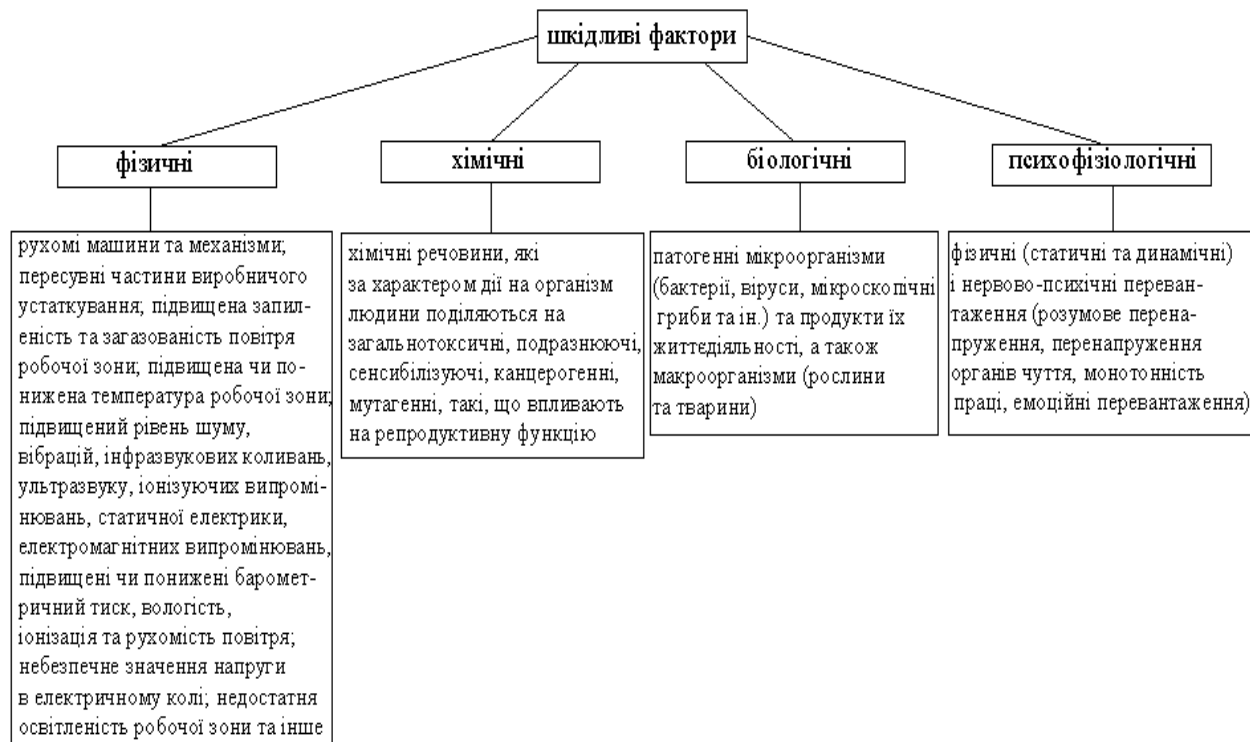 шкідливі фактори
фізичні
хімічні
біологічні
психофізіологічні
рухомі машини та механізми;
пересувні частини виробничого
устаткування; підвищена запил-
еність та загазованість повітря
робочої зони; підвищена чи по-
нижена температура робочої зони;
підвищений рівень шуму,
вібрацій, інфразвукових коливань,
ультразвуку, іонізуючих випромі-
нювань, статичної електрики,
електромагнітних випромінювань,
підвищені чи понижені баромет-
ричний тиск, вологість,
іонізація та рухомість повітря;
небезпечне значення напруги
в електричному колі; недостатня
освітленість робочої зони та інше
хімічні речовини, які
за характером дії на організм
людини поділяються на
загальнотоксичні, подразнюючі,
сенсибілізуючі, канцерогенні,
мутагенні, такі, що впливають
на репродуктивну функцію
патогенні мікроорганізми
(бактерії, віруси, мікроскопічні
гриби та ін.) та продукти їх
життєдіяльності, а також
макроорганізми (рослини
та тварини)
фізичні (статичні та динамічні)
і нервово-психічні переван-
таження (розумове перена-
пруження, перенапруження
органів чуття, монотонність
праці, емоційні перевантаження)